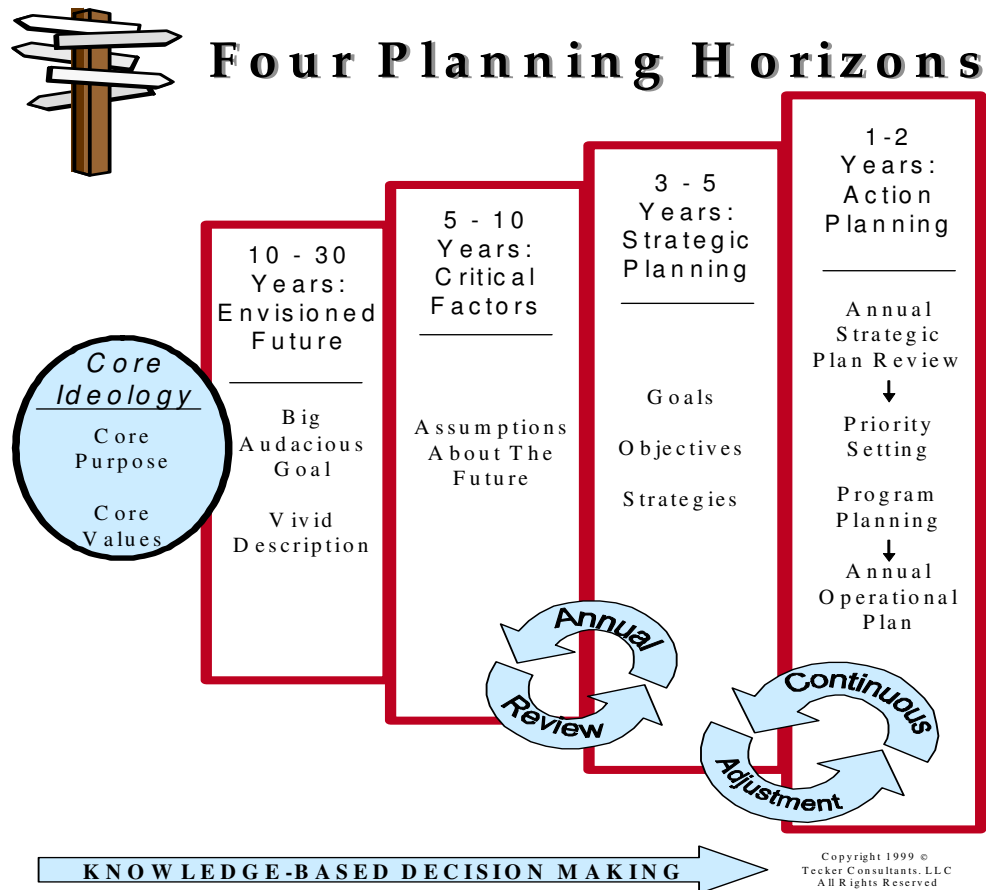 Four Planning Horizons
Core
Ideology
Core
Purpose
Core
Values
10 - 30
Years:
Envisioned
Future
Big
Audacious
Goal
Vivid
Description
5 - 10
Years:
Critical
Factors
Assumptions
About The
Future
3 - 5
Years:
Strategic
Planning
Goals
Objectives
Strategies
1-2
Years:
Action
Planning
Annual
Strategic
Plan Review
Priority
Setting
Program
Planning
Annual
Operational
Plan
Annual
Review
Continuous
Adjustment
KNOWLEDGE-BASED DECISION MAKING
Copyright 1999 ©
Tecker Consultants. LLC
All Rights Reserved